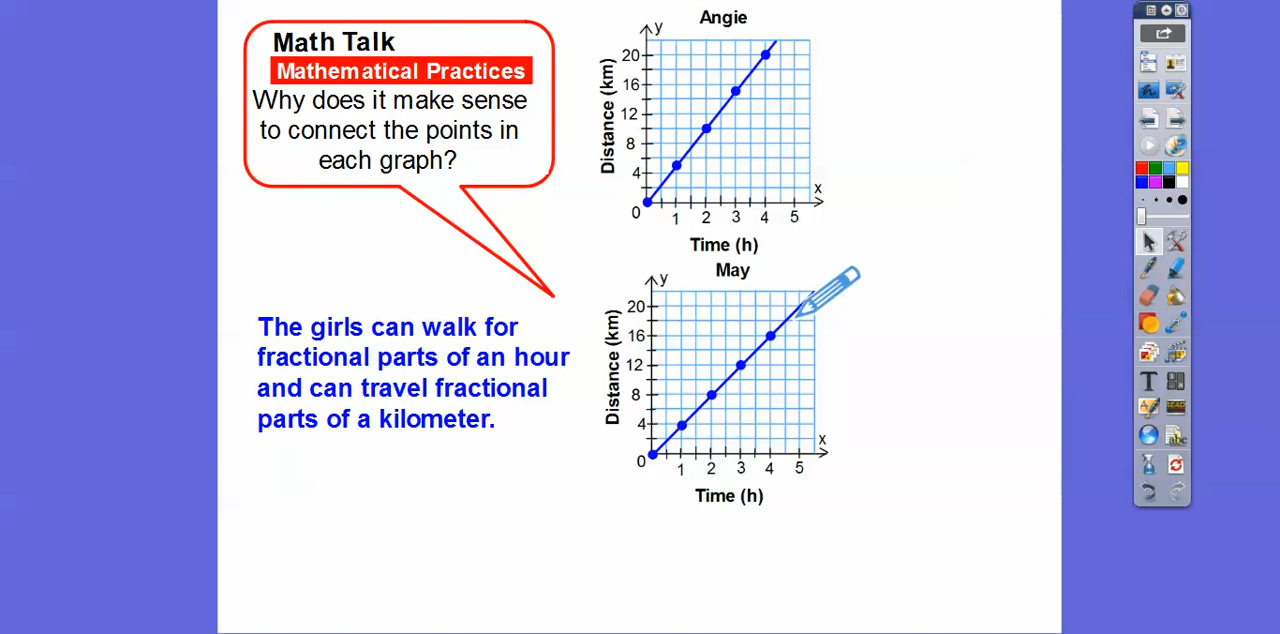 Math Talk
Mathematical Practices
Why does it make sense
to connect the points in
each graph?
The girls can walk for
fractional parts of an hour
and can travel fractional
parts of a kilometer.
Angie
y
20
16
12
8
4
0
Distance (km)
1 2 3 4 5
x
Time (h)
May
y
20
16
12
8
4
0
Distance (km)
1 2 3 4 5
x
Time (h)
T
abc